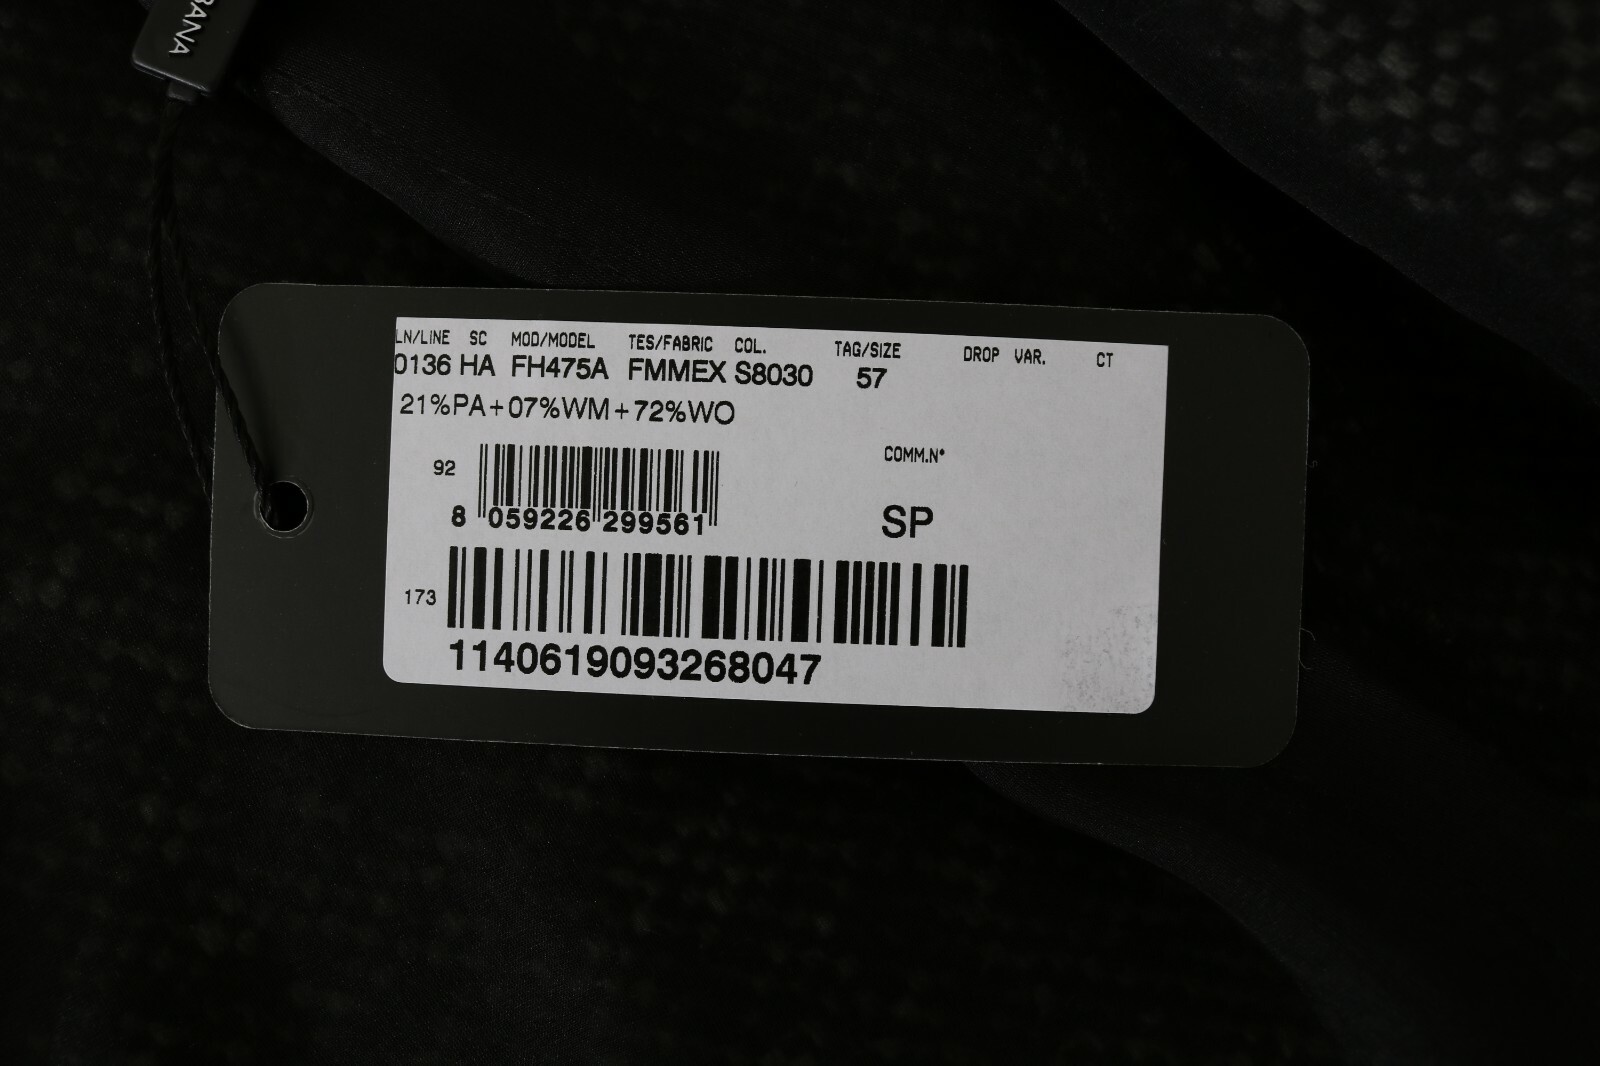 BANA
LN/LINE SC MOD/MODEL TES/FABRIC COL. TAG/SIZE DROP VAR. CT
0136 HA FH475A FMMEX S8030 57
21%PA+07%WM+72%WO
COMM.N°
92
8 059226 299561
SP
173
1140619093268047